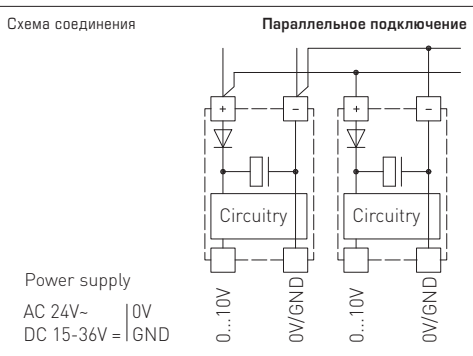 Схема соединения
Параллельное подключение
+ − + −
Circuitry Circuitry
Power supply
AC 24V~ 0V
DC 15-36V = GND
0...10V
0V/GND
0...10V
0V/GND